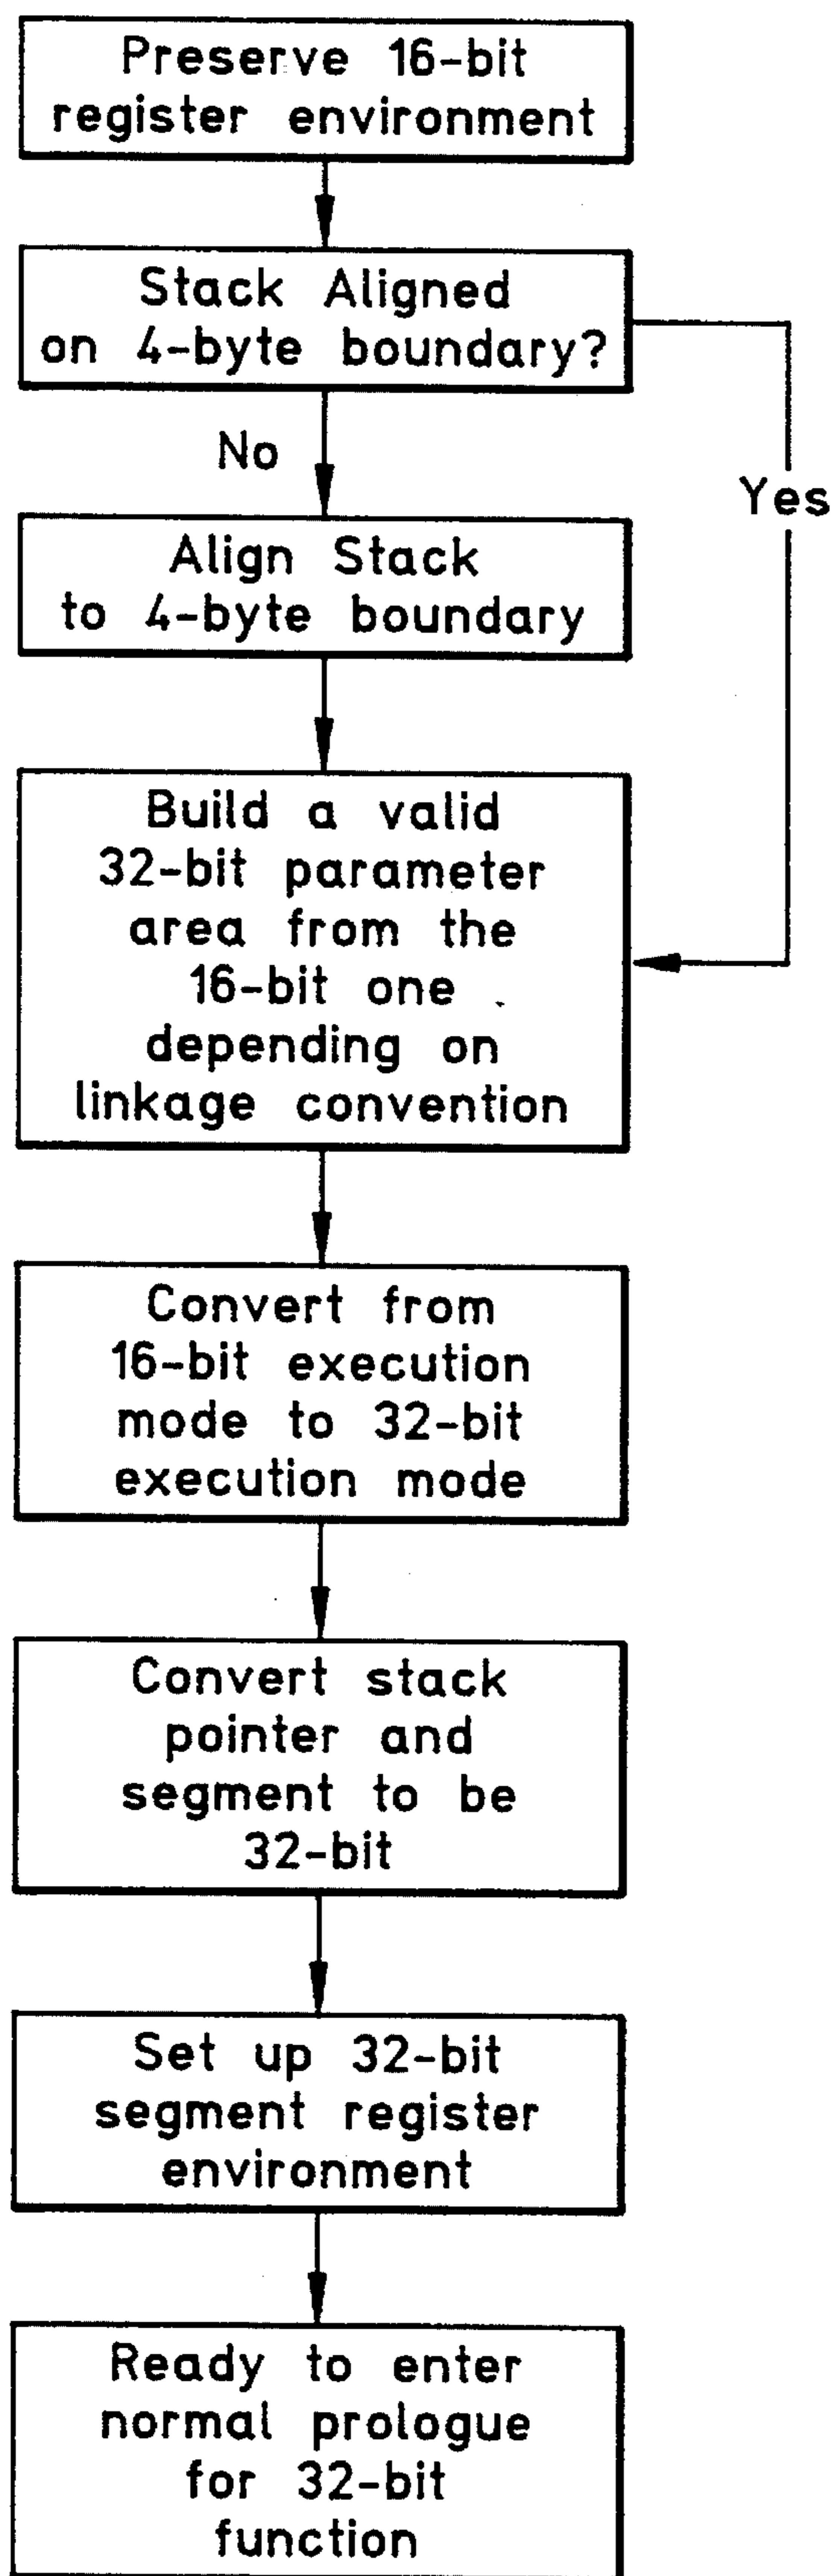 Preserve 16-bit
register environment
Stack Aligned
on 4-byte boundary?
No
Yes
Align Stack
to 4-byte boundary
Build a valid
32-bit parameter
area from the
16-bit one
depending on
linkage convention
Convert from
16-bit execution
mode to 32-bit
execution mode
Convert stack
pointer and
segment to be
32-bit
Set up 32-bit
segment register
environment
Ready to enter
normal prologue
for 32-bit
function